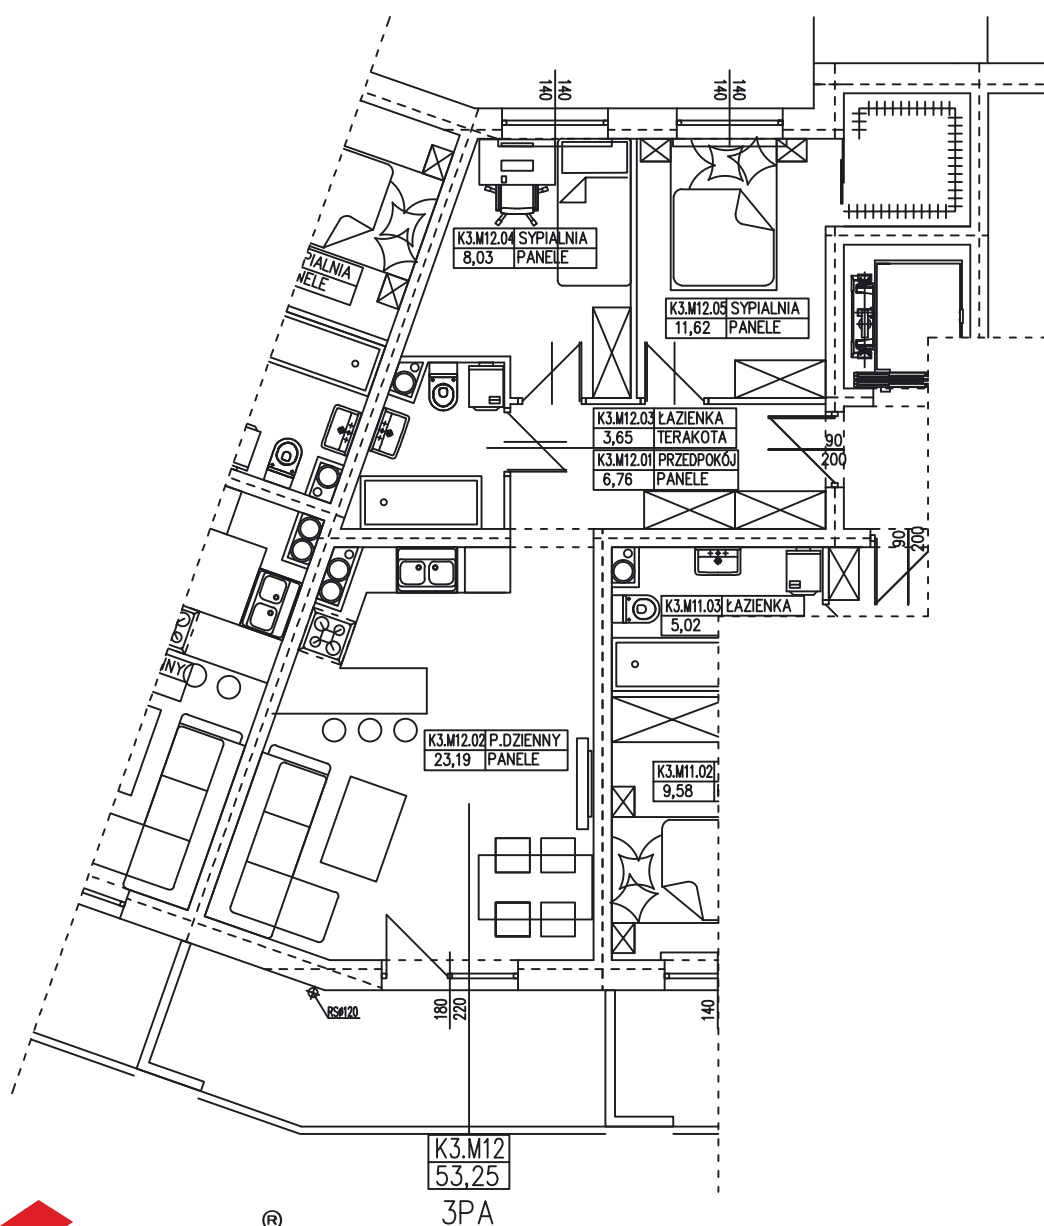 140 140
140 140
K3.M12.04 SYPIALNIA
8,03 PANELE
PIALNIA
NELE
K3.M12.05 SYPIALNIA
11,62 PANELE
K3.M12.03 ŁAZIENKA
3,65 TERAKOTA
K3.M12.01 PRZEDPOKÓJ
6,76 PANELE
90
200
90
200
K3.M11.03 ŁAZIENKA
5,02
NNY
K3.M12.02 P.DZIENNY
23,19 PANELE
K3.M11.02
9,58
RSø120
180
220
140
K3.M12
53,25
3PA
®